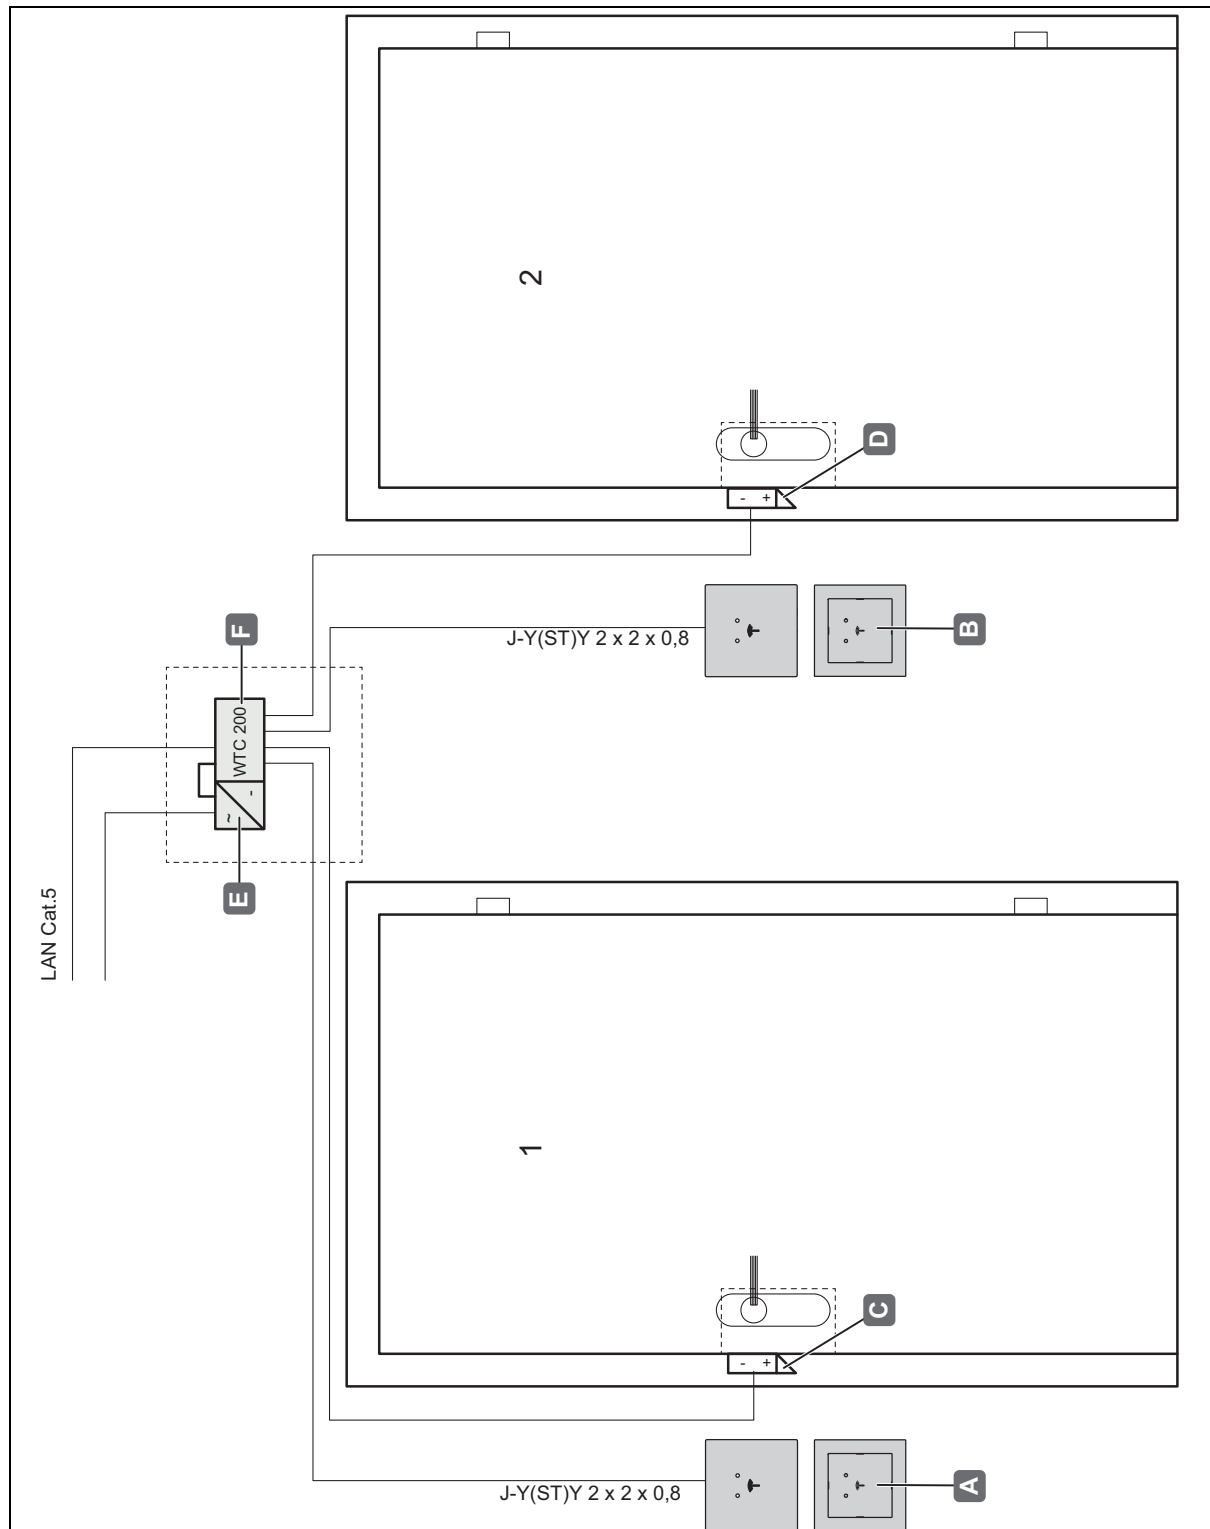 2
D
- +
F
B
J-Y(ST)Y 2 x 2 x 0,8
WTC 200
~ -
E
LAN Cat.5
1
C
- +
J-Y(ST)Y 2 x 2 x 0,8
A